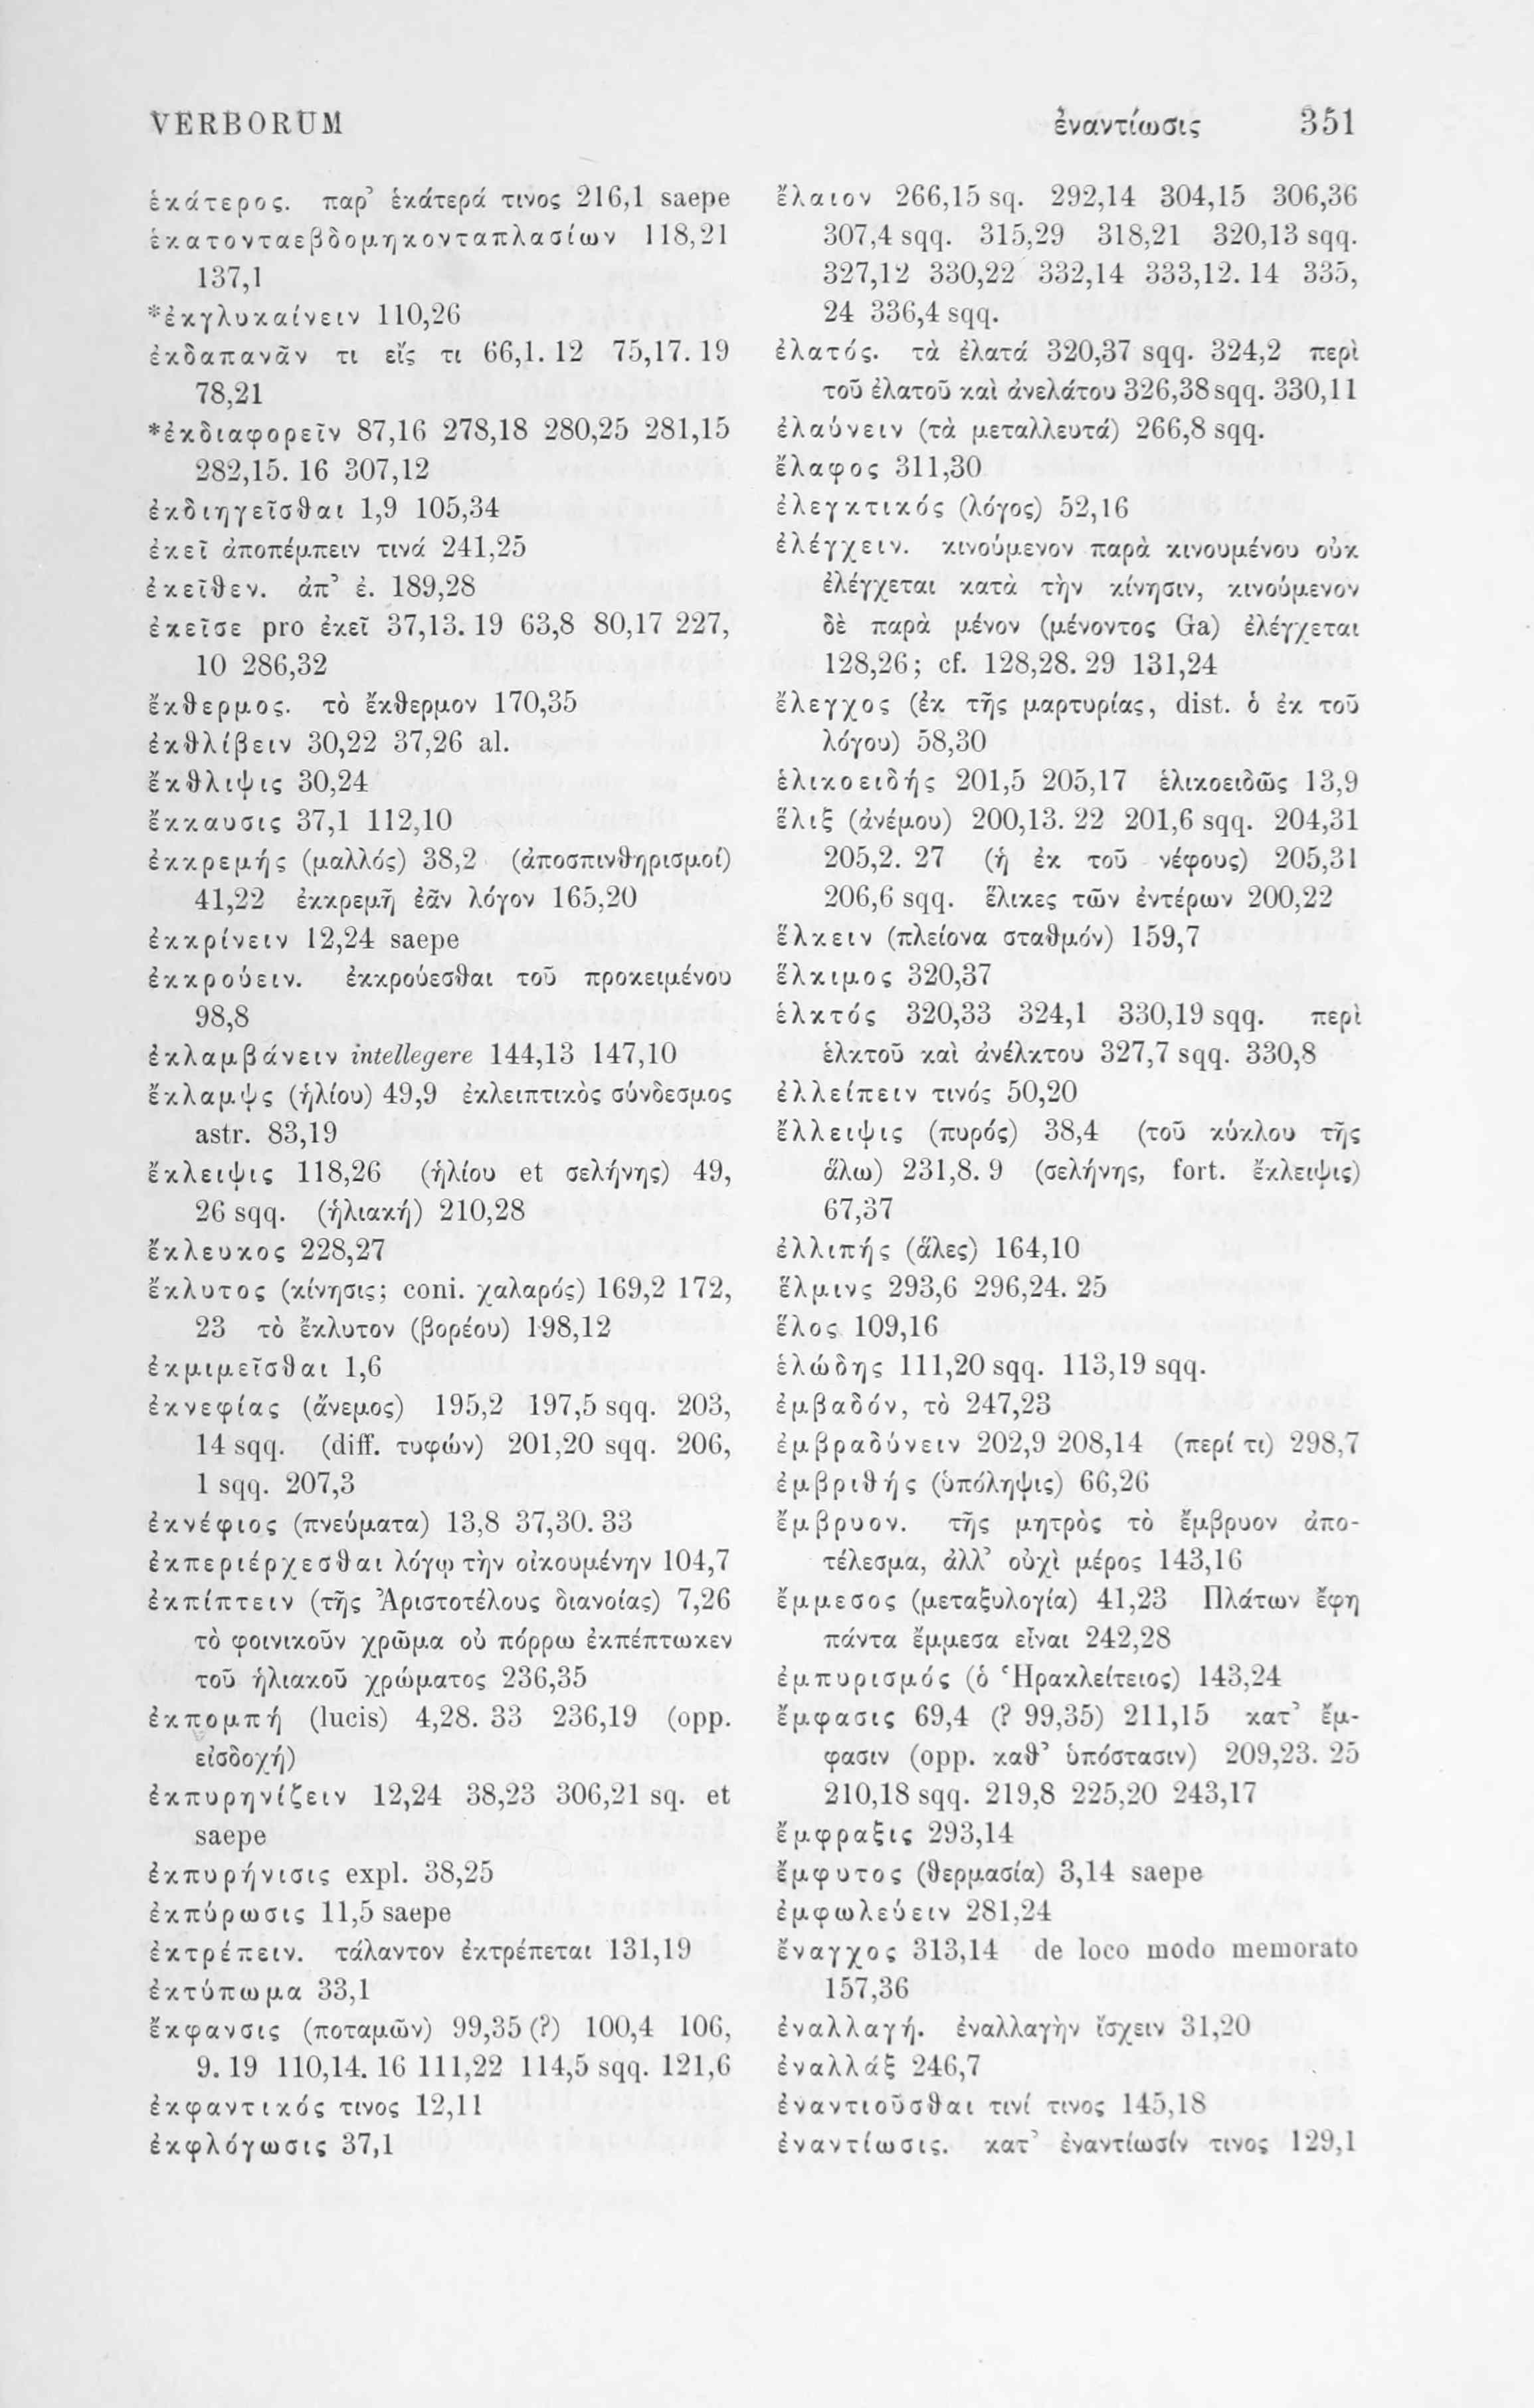 VERBORUM ἐναντίωσις 351
ἑκάτερος. παρ’ ἑκάτερά τινος 216,1 saepe
ἑκατονταεβδομηκονταπλασίων 118,21
137,1
*ἐκγλυκαίνειν 110,26
ἐκδαπανᾶν τι εἴς τι 66,1. 12 75,17. 19
78,21
*ἐκδιαφορεῖν 87,16 278,18 280,25 281,15
282,15. 16 307,12
ἐκδιηγεῖσθαι 1,9 105,34
ἐκεῖ ἀποπέμπειν τινά 241,25
ἐκεῖθεν. ἀπ’ ἐ. 189,28
ἐκεῖσε pro ἐκεῖ 37,13. 19 63,8 80,17 227,
10 286,32
ἔκθερμος. τὸ ἔκθερμον 170,35
ἐκθλίβειν 30,22 37,26 al.
ἔκθλιψις 30,24
ἔκκαυσις 37,1 112,10
ἐκκρεμής (μαλλός) 38,2 (ἀποσπινθηρισμοί)
41,22 ἐκκρεμῆ ἐᾶν λόγον 165,20
ἐκκρίνειν 12,24 saepe
ἐκκρούειν. ἐκκρούεσθαι τοῦ προκειμένου
98,8
ἐκλαμβάνειν intellegere 144,13 147,10
ἔκλαμψς (ἡλίου) 49,9 ἐκλειπτικὸς σύνδεσμος
astr. 83,19
ἔκλειψις 118,26 (ἡλίου et σελήνης) 49,
26 sqq. (ἡλιακή) 210,28
ἔκλευκος 228,27
ἔκλυτος (κίνησις; coni. χαλαρός) 169,2 172,
23 τὸ ἔκλυτον (βορέου) 198,12
ἐκμιμεῖσθαι 1,6
ἐκνεφίας (ἄνεμος) 195,2 197,5 sqq. 203,
14 sqq. (diff. τυφών) 201,20 sqq. 206,
1 sqq. 207,3
ἐκνέφιος (πνεύματα) 13,8 37,30. 33
ἐκπεριέρχεσθαι λόγῳ τὴν οἰκουμένην 104,7
ἐκπίπτειν (τῆς Ἀριστοτέλους διανοίας) 7,26
τὸ φοινικοῦν χρῶμα οὐ πόρρω ἐκπέπτωκεν
τοῦ ἡλιακοῦ χρώματος 236,35
ἐκπομπή (lucis) 4,28. 33 236,19 (opp.
εἰσδοχή)
ἐκπυρηνίζειν 12,24 38,23 306,21 sq. et
saepe
ἐκπυρήνισις expl. 38,25
ἐκπύρωσις 11,5 saepe
ἐκτρέπειν. τάλαντον ἐκτρέπεται 131,19
ἐκτύπωμα 33,1
ἔκφανσις (ποταμῶν) 99,35 (?) 100,4 106,
9. 19 110,14. 16 111,22 114,5 sqq. 121,6
ἐκφαντικός τινος 12,11
ἐκφλόγωσις 37,1
ἔλαιον 266,15 sq. 292,14 304,15 306,36
307,4 sqq. 315,29 318,21 320,13 sqq.
327,12 330,22 332,14 333,12. 14 335,
24 336,4 sqq.
ἐλατός. τὰ ἐλατά 320,37 sqq. 324,2 περὶ
τοῦ ἐλατοῦ καὶ ἀνελάτου 326,38 sqq. 330,11
ἐλαύνειν (τὰ μεταλλευτά) 266,8 sqq.
ἔλαφος 311,30
ἐλεγκτικός (λόγος) 52,16
ἐλέγχειν. κινούμενον παρὰ κινουμένου οὐκ
ἐλέγχεται κατὰ τὴν κίνησιν, κινούμενον
δὲ παρὰ μένον (μένοντος Ga) ἐλέγχεται
128,26; cf. 128,28. 29 131,24
ἔλεγχος (ἐκ τῆς μαρτυρίας, dist. ὁ ἐκ τοῦ
λόγου) 58,30
ἑλικοειδής 201,5 205,17 ἑλικοειδῶς 13,9
ἕλιξ (ἀνέμου) 200,13. 22 201,6 sqq. 204,31
205,2. 27 (ἡ ἐκ τοῦ νέφους) 205,31
206,6 sqq. ἕλικες τῶν ἐντέρων 200,22
ἕλκειν (πλείονα σταθμόν) 159,7
ἕλκιμος 320,37
ἑλκτός 320,33 324,1 330,19 sqq. περὶ
ἑλκτοῦ καὶ ἀνέλκτου 327,7 sqq. 330,8
ἐλλείπειν τινός 50,20
ἔλλειψις (πυρός) 38,4 (τοῦ κύκλου τῆς
ἅλω) 231,8. 9 (σελήνης, fort. ἔκλειψις)
67,37
ἐλλιπής (ἅλες) 164,10
ἕλμινς 293,6 296,24. 25
ἕλος 109,16
ἑλώδης 111,20 sqq. 113,19 sqq.
ἐμβαδόν, τὸ 247,23
ἐμβραδύνειν 202,9 208,14 (περί τι) 298,7
ἐμβριθής (ὑπόληψις) 66,26
ἔμβρυον. τῆς μητρὸς τὸ ἔμβρυον ἀπο-
τέλεσμα, ἀλλ’ οὐχὶ μέρος 143,16
ἔμμεσος (μεταξυλογία) 41,23 Πλάτων ἔφη
πάντα ἔμμεσα εἶναι 242,28
ἐμπυρισμός (ὁ Ἡρακλείτειος) 143,24
ἔμφασις 69,4 (? 99,35) 211,15 κατ’ ἔμ-
φασιν (opp. καθ’ ὑπόστασιν) 209,23. 25
210,18 sqq. 219,8 225,20 243,17
ἔμφραξις 293,14
ἔμφυτος (θερμασία) 3,14 saepe
ἐμφωλεύειν 281,24
ἔναγχος 313,14 de loco modo memorato
157,36
ἐναλλαγή. ἐναλλαγὴν ἴσχειν 31,20
ἐναλλάξ 246,7
ἐναντιοῦσθαι τινί τινος 145,18
ἐναντίωσις. κατ’ ἐναντίωσίν τινος 129,1